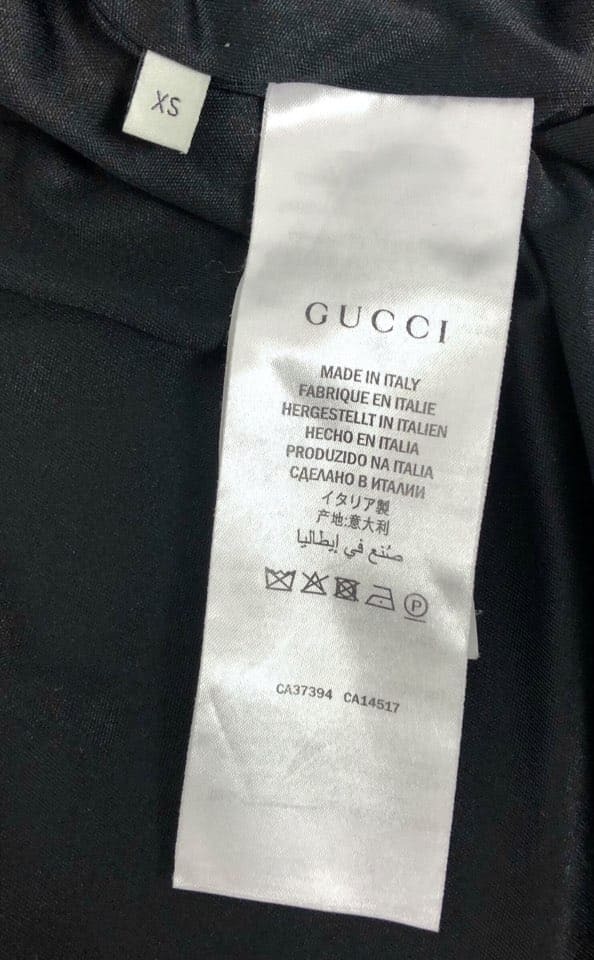 XS
GUCCI
MADE IN ITALY
FABRIQUE EN ITALIE
HERGESTELLT IN ITALIEN
HECHO EN ITALIA
PRODUZIDO NA ITALIA
СДЕЛАНО В ИТАЛИИ
イタリア製
产地:意大利
صُنع في إيطاليا
P
CA37394 CA14517